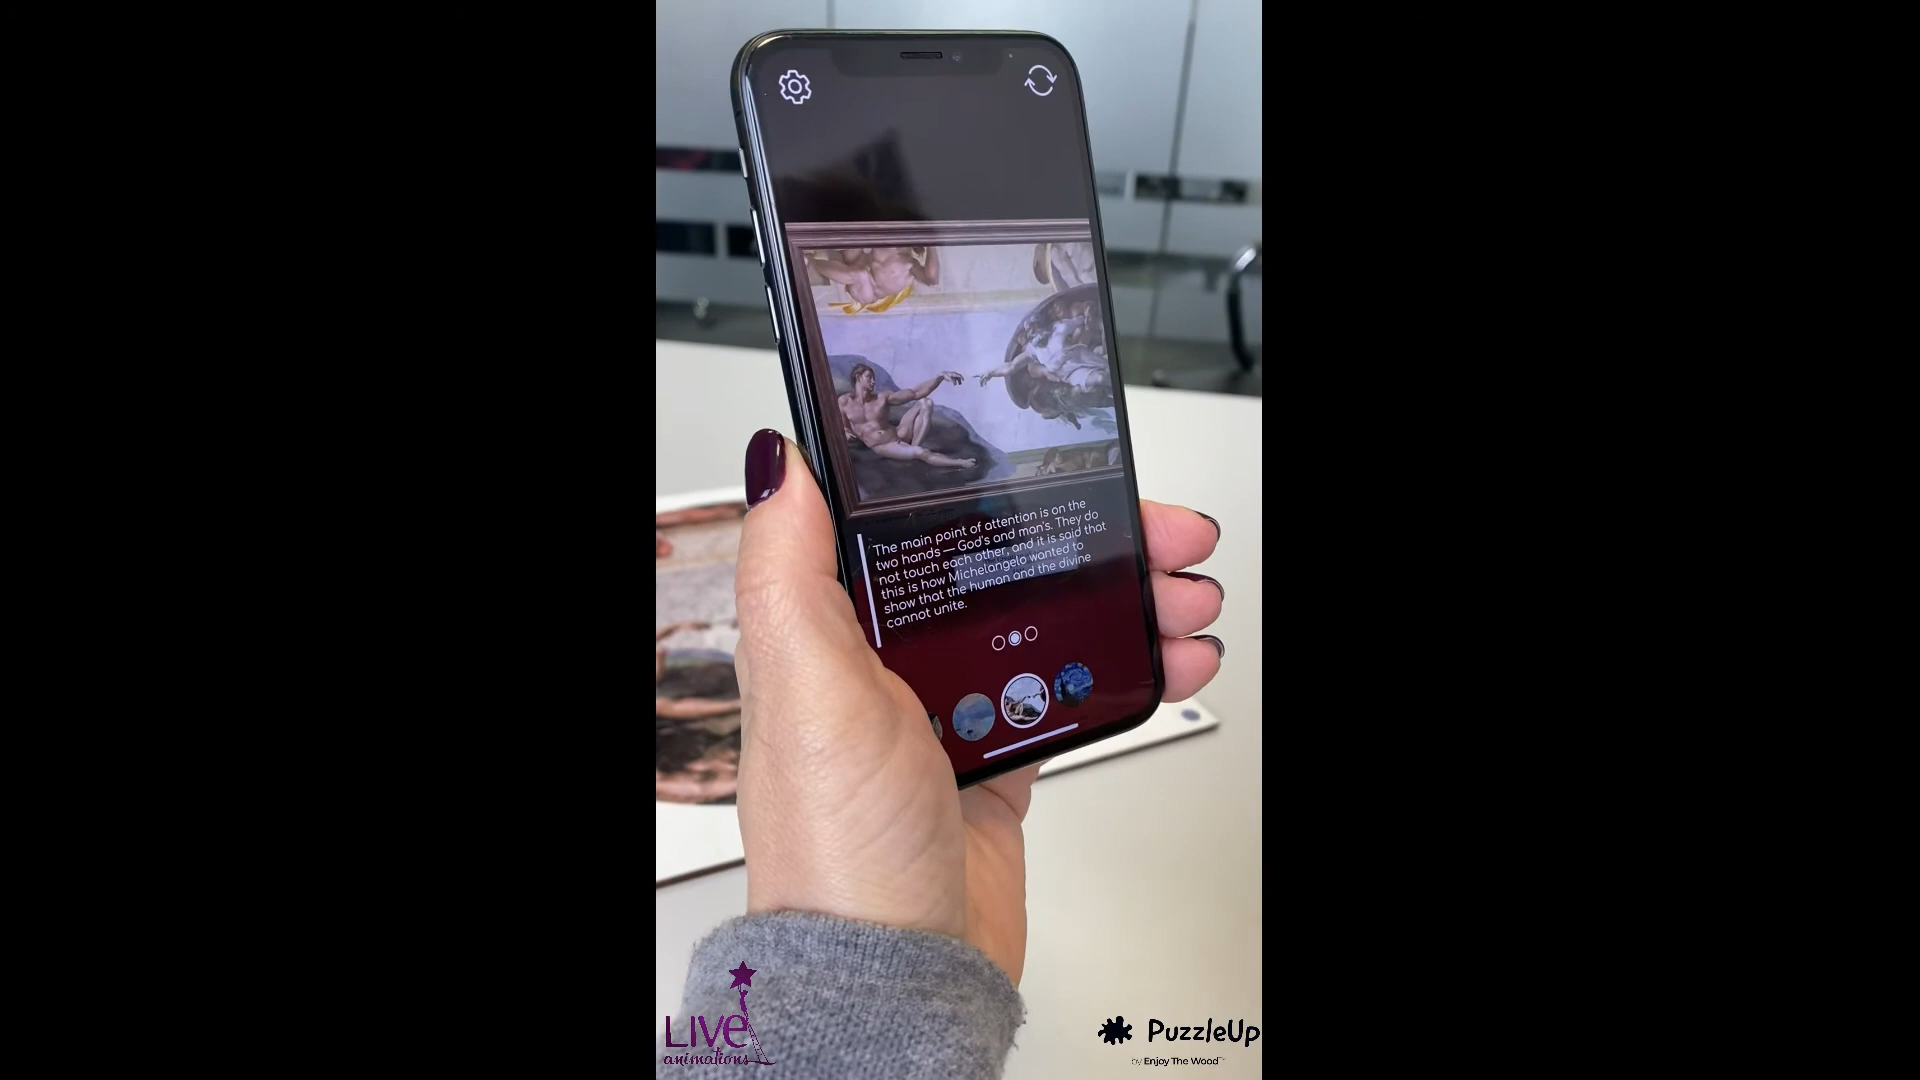 The main point of attention is on the
two hands — God's and man's. They do
not touch each other, and it is said that
this is how Michelangelo wanted to
show that the human and the divine
cannot unite.
LIVE
animations
PuzzleUp
by Enjoy The Wood™